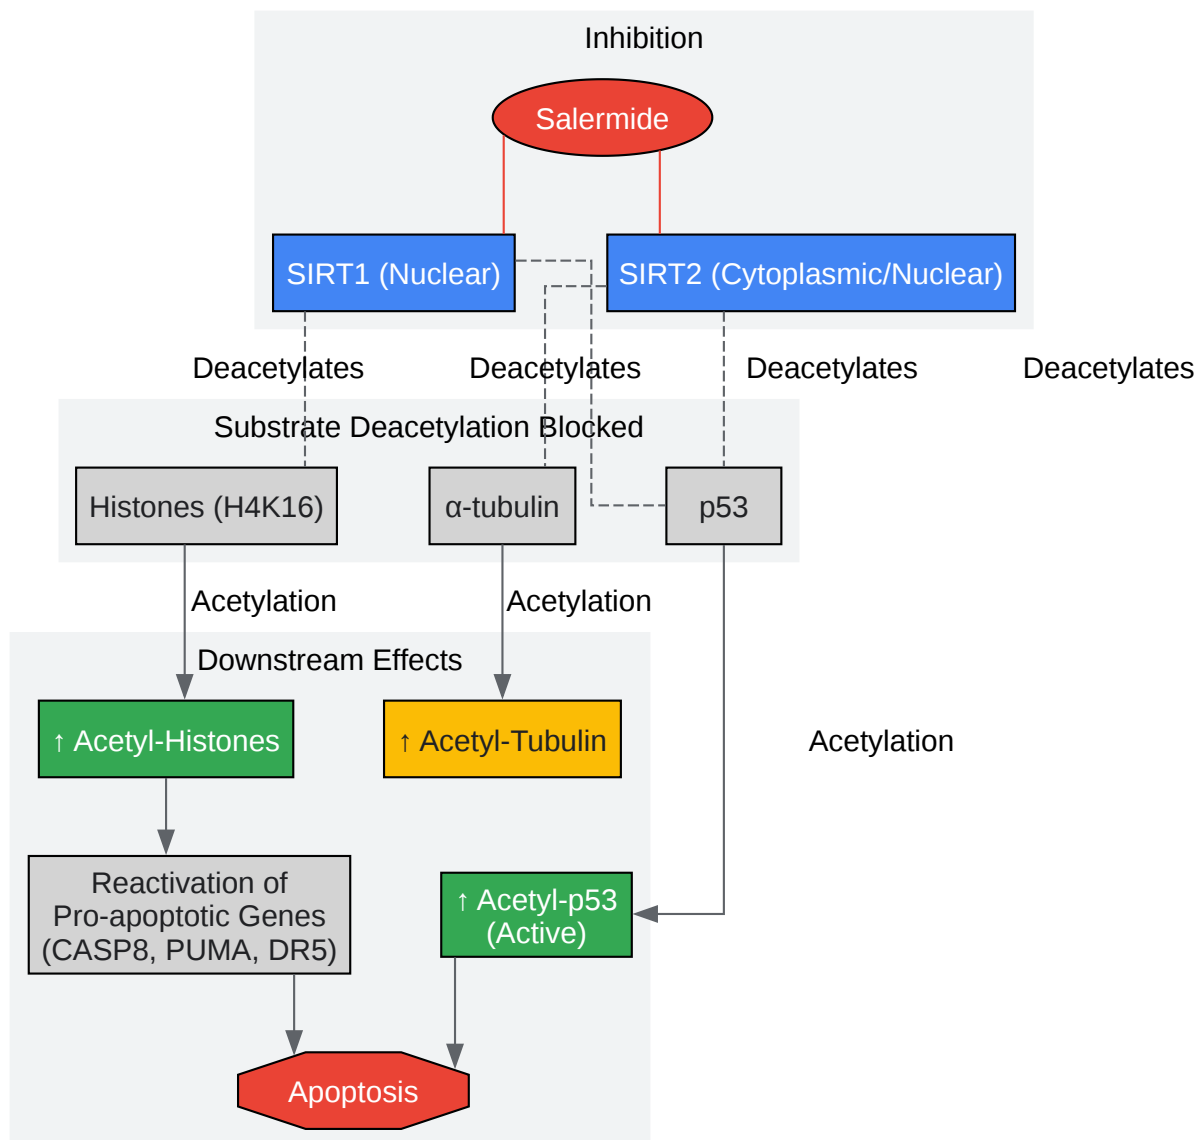 Inhibition
Salermide
SIRT1 (Nuclear)
SIRT2 (Cytoplasmic/Nuclear)
Deacetylates
Deacetylates
Deacetylates
Deacetylates
Substrate Deacetylation Blocked
Histones (H4K16)
α-tubulin
p53
Acetylation
Acetylation
Downstream Effects
↑ Acetyl-Histones
↑ Acetyl-Tubulin
Acetylation
Reactivation of
Pro-apoptotic Genes
(CASP8, PUMA, DR5)
↑ Acetyl-p53
(Active)
Apoptosis